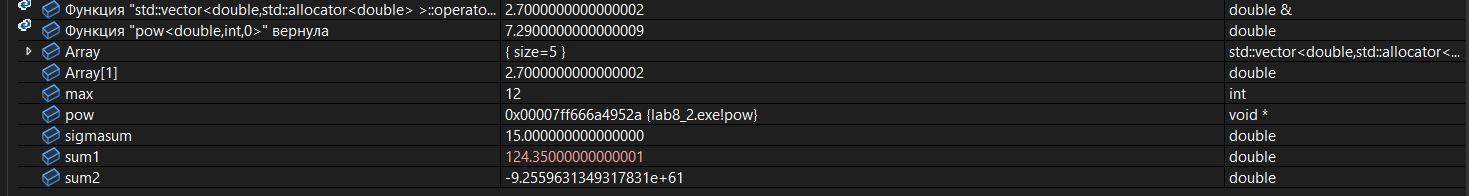 Функция "std::vector<double,std::allocator<double> >::operato... 2.7000000000000002 double &
Функция "pow<double,int,0>" вернула 7.2900000000000009 double
Array { size=5 } std::vector<double,std::allocator<...
Array[1] 2.7000000000000002 double
max 12 int
pow 0x00007ff666a4952a {lab8_2.exe!pow} void *
sigmasum 15.000000000000000 double
sum1 124.35000000000001 double
sum2 -9.2559631349317831e+61 double